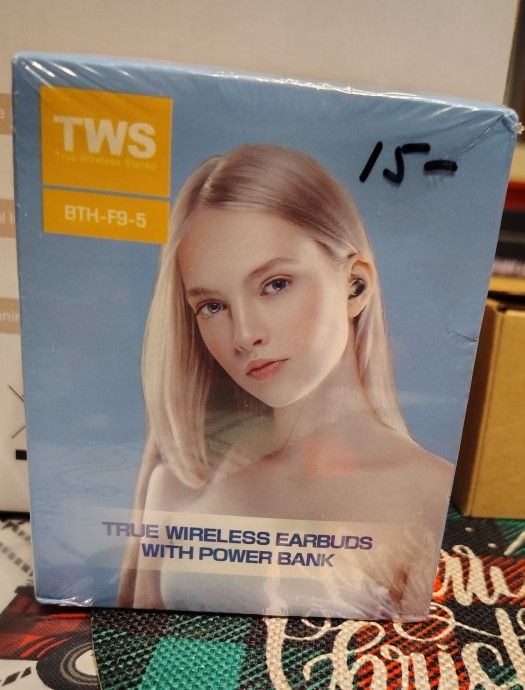 TWS
True Wireless Stereo
BTH-F9-5
15-
TRUE WIRELESS EARBUDS
WITH POWER BANK